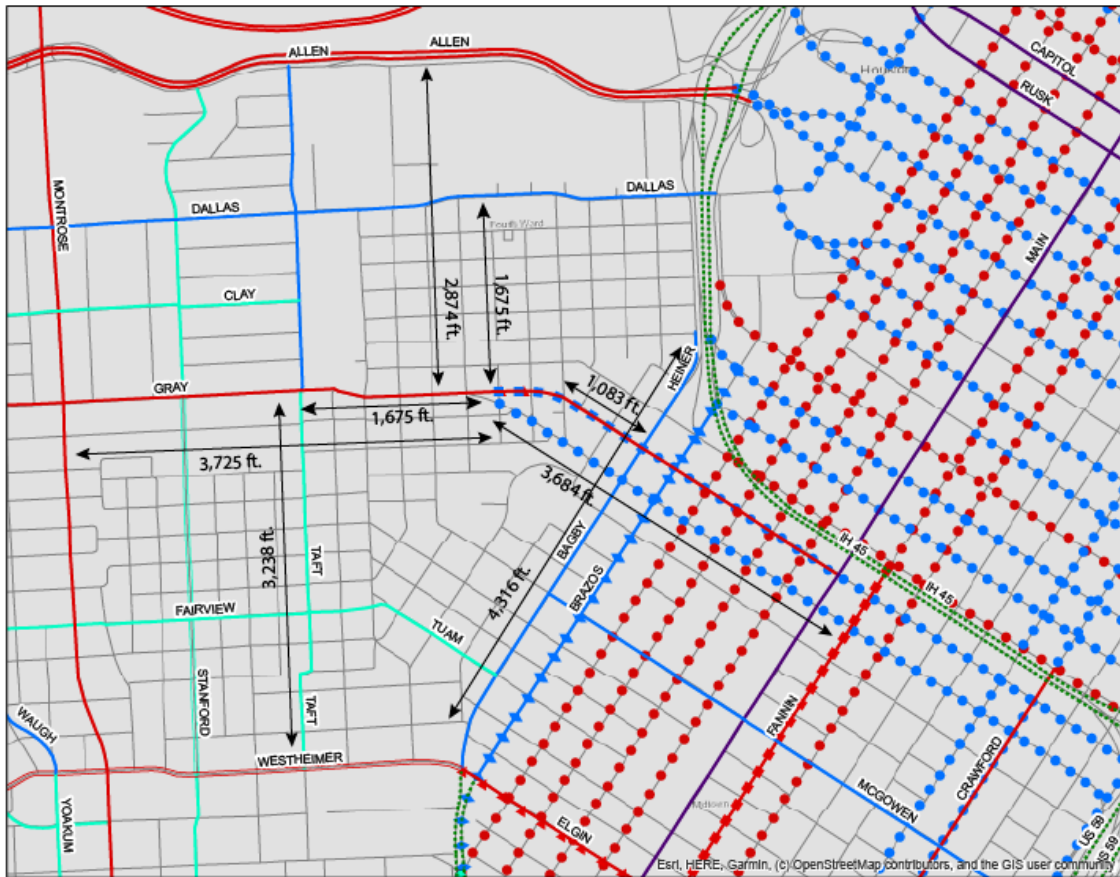 ALLEN
ALLEN
CAPITOL
RUSK
MONTROSE
DALLAS
DALLAS
Fourth Ward
MAIN
CLAY
2,874 ft.
1,675 ft.
HEINER
GRAY
1,083 ft.
1,675 ft.
3,725 ft.
3,684 ft.
3,238 ft.
BAGBY
IH 45
TAFT
BRAZOS
4,316 ft.
IH 45
FAIRVIEW
TUAM
STANFORD
TAFT
FANNIN
WAUGH
WESTHEIMER
CRAWFORD
MCGOWEN
YOAKUM
ELGIN
Midtown
US 59
US 59
Esri, HERE, Garmin, (c) OpenStreetMap contributors, and the GIS user community